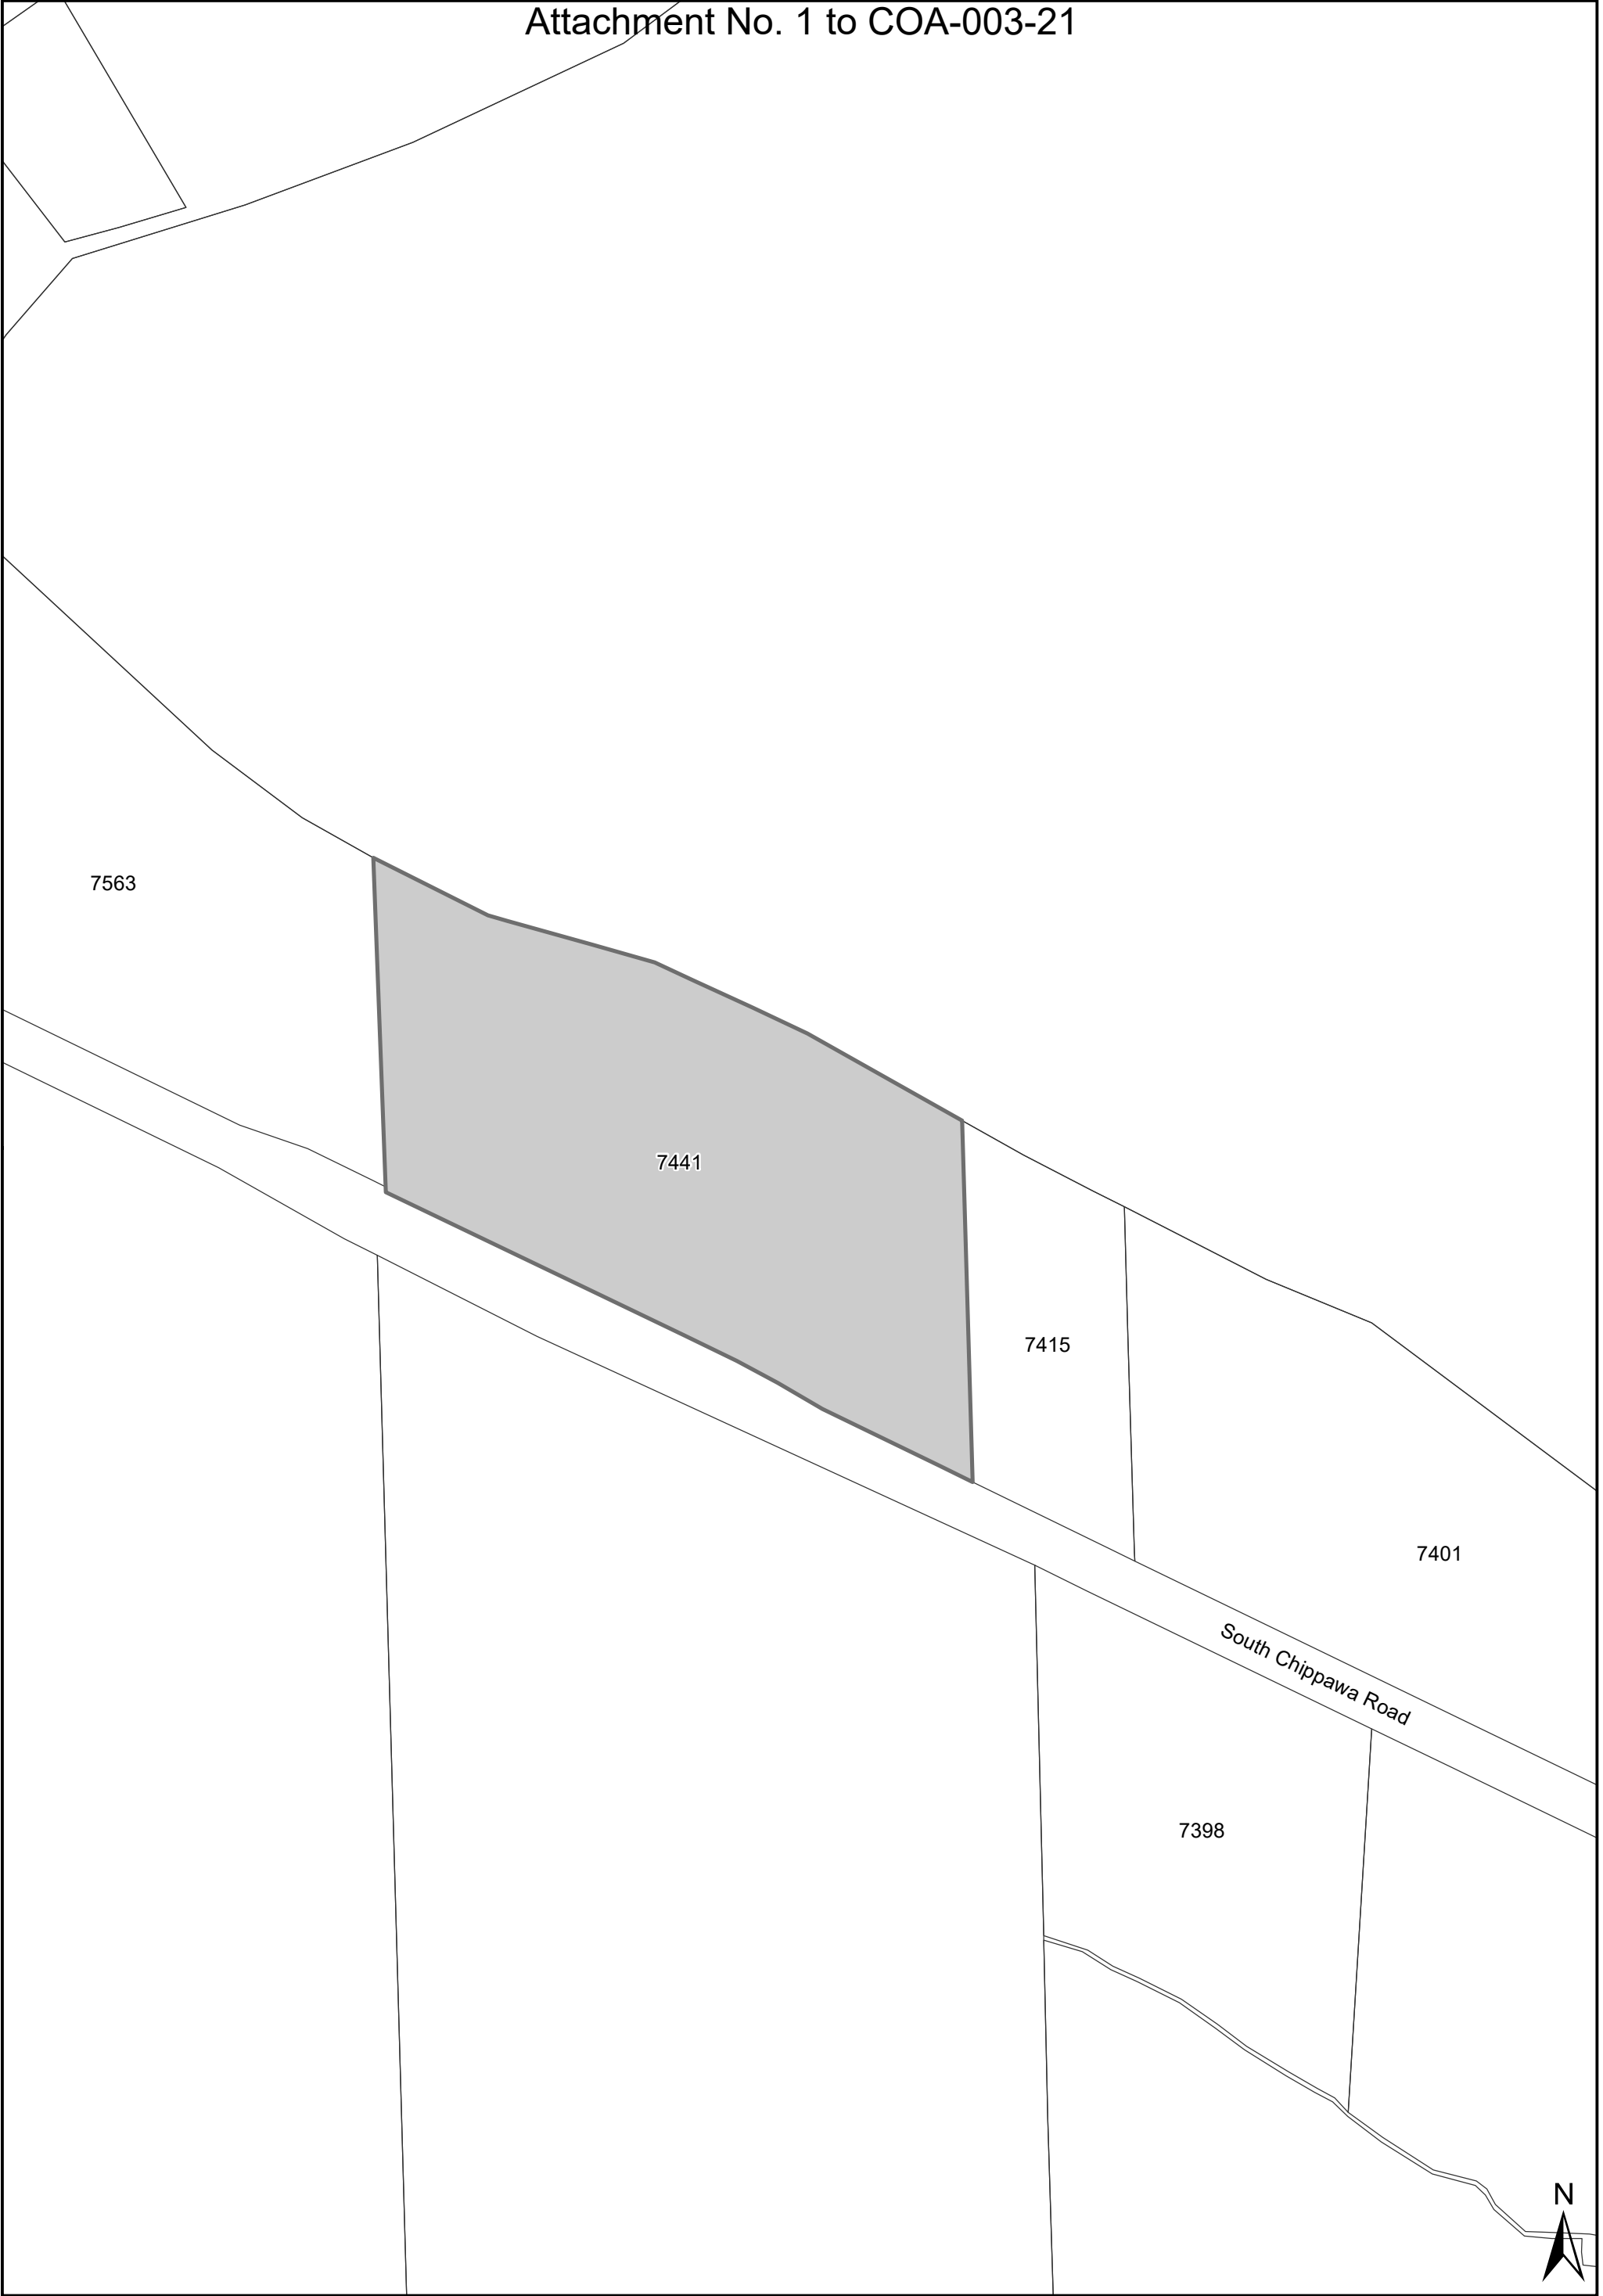 Attachment No. 1 to COA-003-21
7563
7441
7415
7401
South Chippawa Road
7398
N